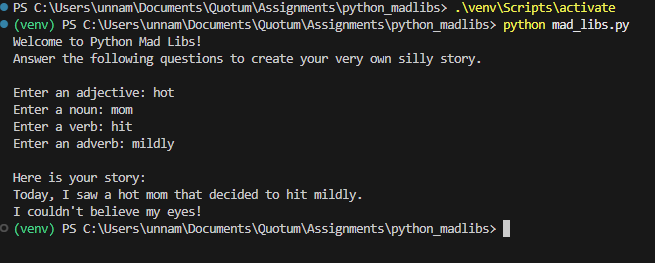 PS C:\Users\unnam\Documents\Quotum\Assignments\python_madlibs> .\venv\Scripts\activate
(venv) PS C:\Users\unnam\Documents\Quotum\Assignments\python_madlibs> python mad_libs.py
Welcome to Python Mad Libs!
Answer the following questions to create your very own silly story.
Enter an adjective: hot
Enter a noun: mom
Enter a verb: hit
Enter an adverb: mildly
Here is your story:
Today, I saw a hot mom that decided to hit mildly.
I couldn't believe my eyes!
(venv) PS C:\Users\unnam\Documents\Quotum\Assignments\python_madlibs>